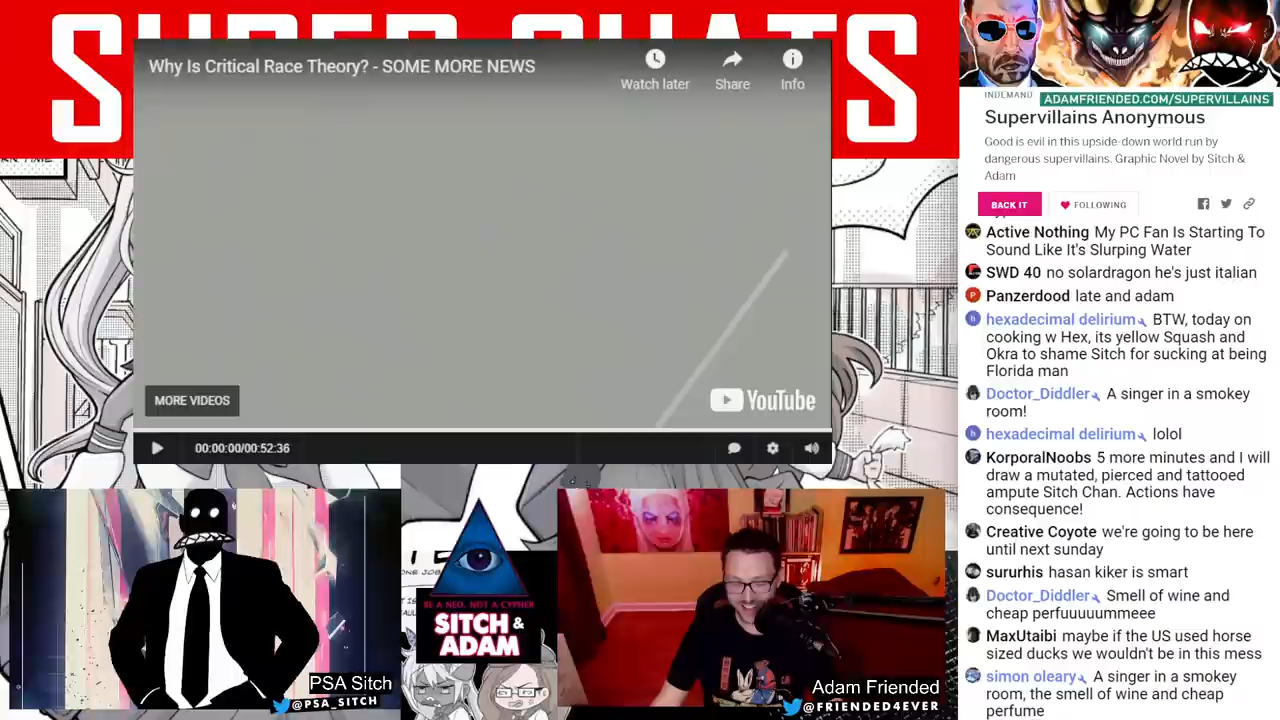 SUPER CHATS
Why Is Critical Race Theory? - SOME MORE NEWS
Watch later
Share
Info
MORE VIDEOS
YouTube
00:00:00/00:52:36
PSA Sitch
@PSA_SITCH
BE A NEO, NOT A CYPHER
SITCH &
ADAM
Adam Friended
@FRIENDED4EVER
INDEMAND
ADAMFRIENDED.COM/SUPERVILLAINS
Supervillains Anonymous
Good is evil in this upside-down world run by
dangerous supervillains. Graphic Novel by Sitch &
Adam
BACK IT
FOLLOWING
Active Nothing My PC Fan Is Starting To
Sound Like It's Slurping Water
SWD 40 no solardragon he's just italian
Panzerdood late and adam
hexadecimal delirium BTW, today on
cooking w Hex, its yellow Squash and
Okra to shame Sitch for sucking at being
Florida man
Doctor_Diddler A singer in a smokey
room!
hexadecimal delirium lolol
KorporalNoobs 5 more minutes and I will
draw a mutated, pierced and tattooed
ampute Sitch Chan. Actions have
consequence!
Creative Coyote we're going to be here
until next sunday
sururhis hasan kiker is smart
Doctor_Diddler Smell of wine and
cheap perfuuuuummeee
MaxUtaibi maybe if the US used horse
sized ducks we wouldn't be in this mess
simon oleary A singer in a smokey
room, the smell of wine and cheap
perfume